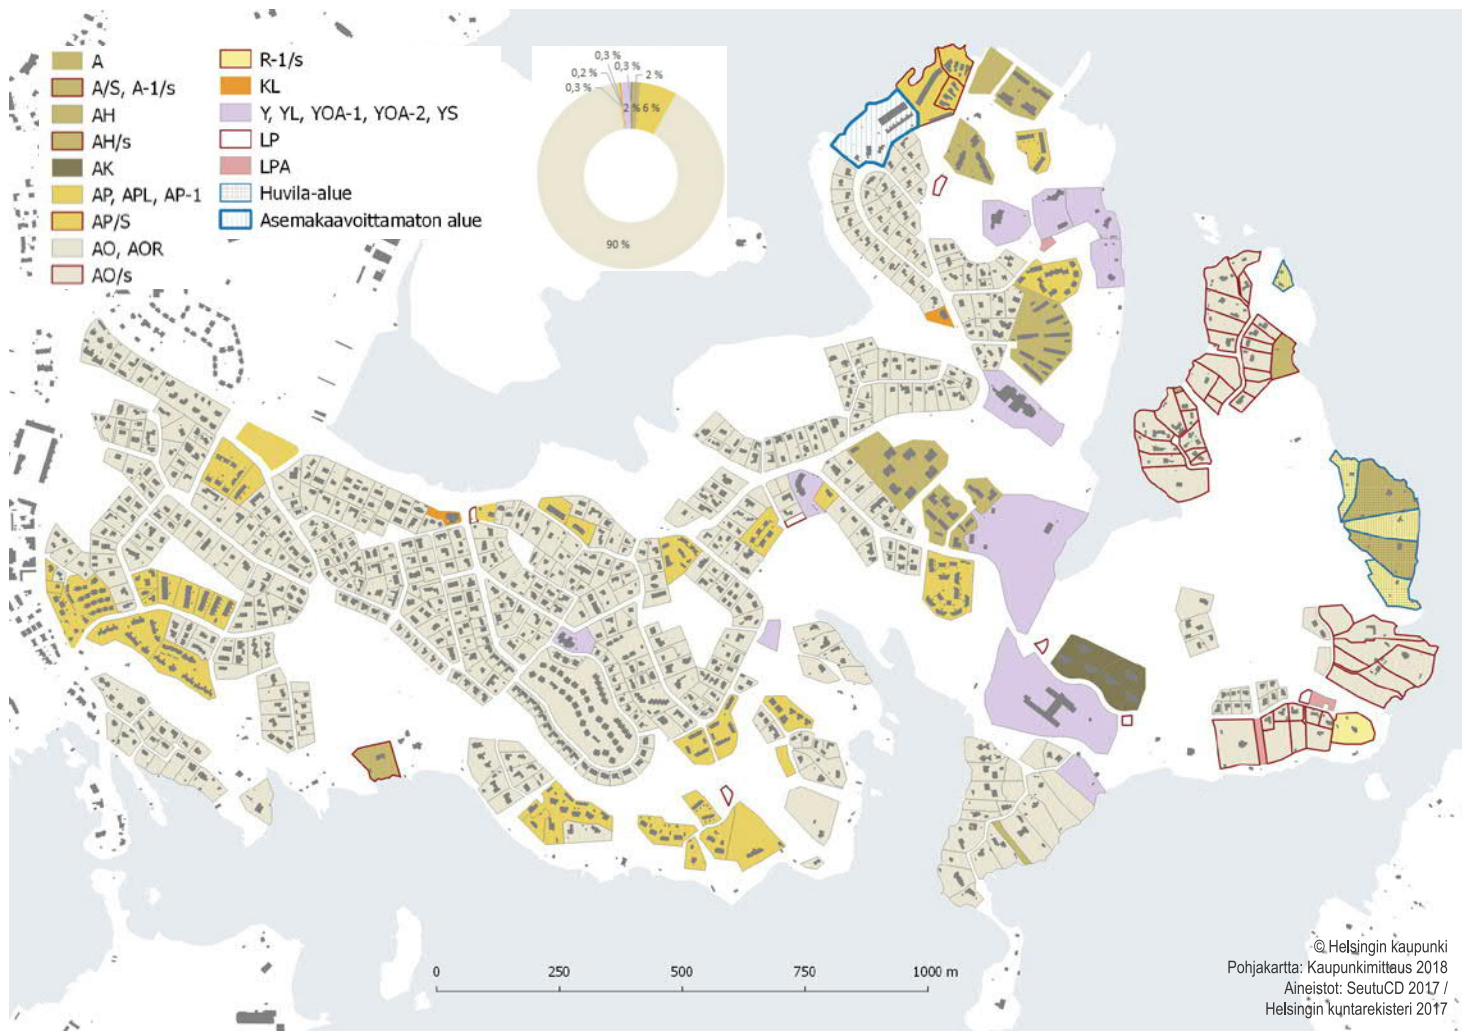 A
A/S, A-1/s
AH
AH/s
AK
AP, APL, AP-1
AP/S
AO, AOR
AO/s
R-1/s
KL
Y, YL, YOA-1, YOA-2, YS
LP
LPA
Huvila-alue
Asemakaavoittamaton alue
0,3 %
0,2 %
0,3 %
0,3 %
2 %
2 %
6 %
90 %
0
250
500
750
1000 m
© Helsingin kaupunki
Pohjakartta: Kaupunkimittaus 2018
Aineistot: SeutuCD 2017 /
Helsingin kuntarekisteri 2017